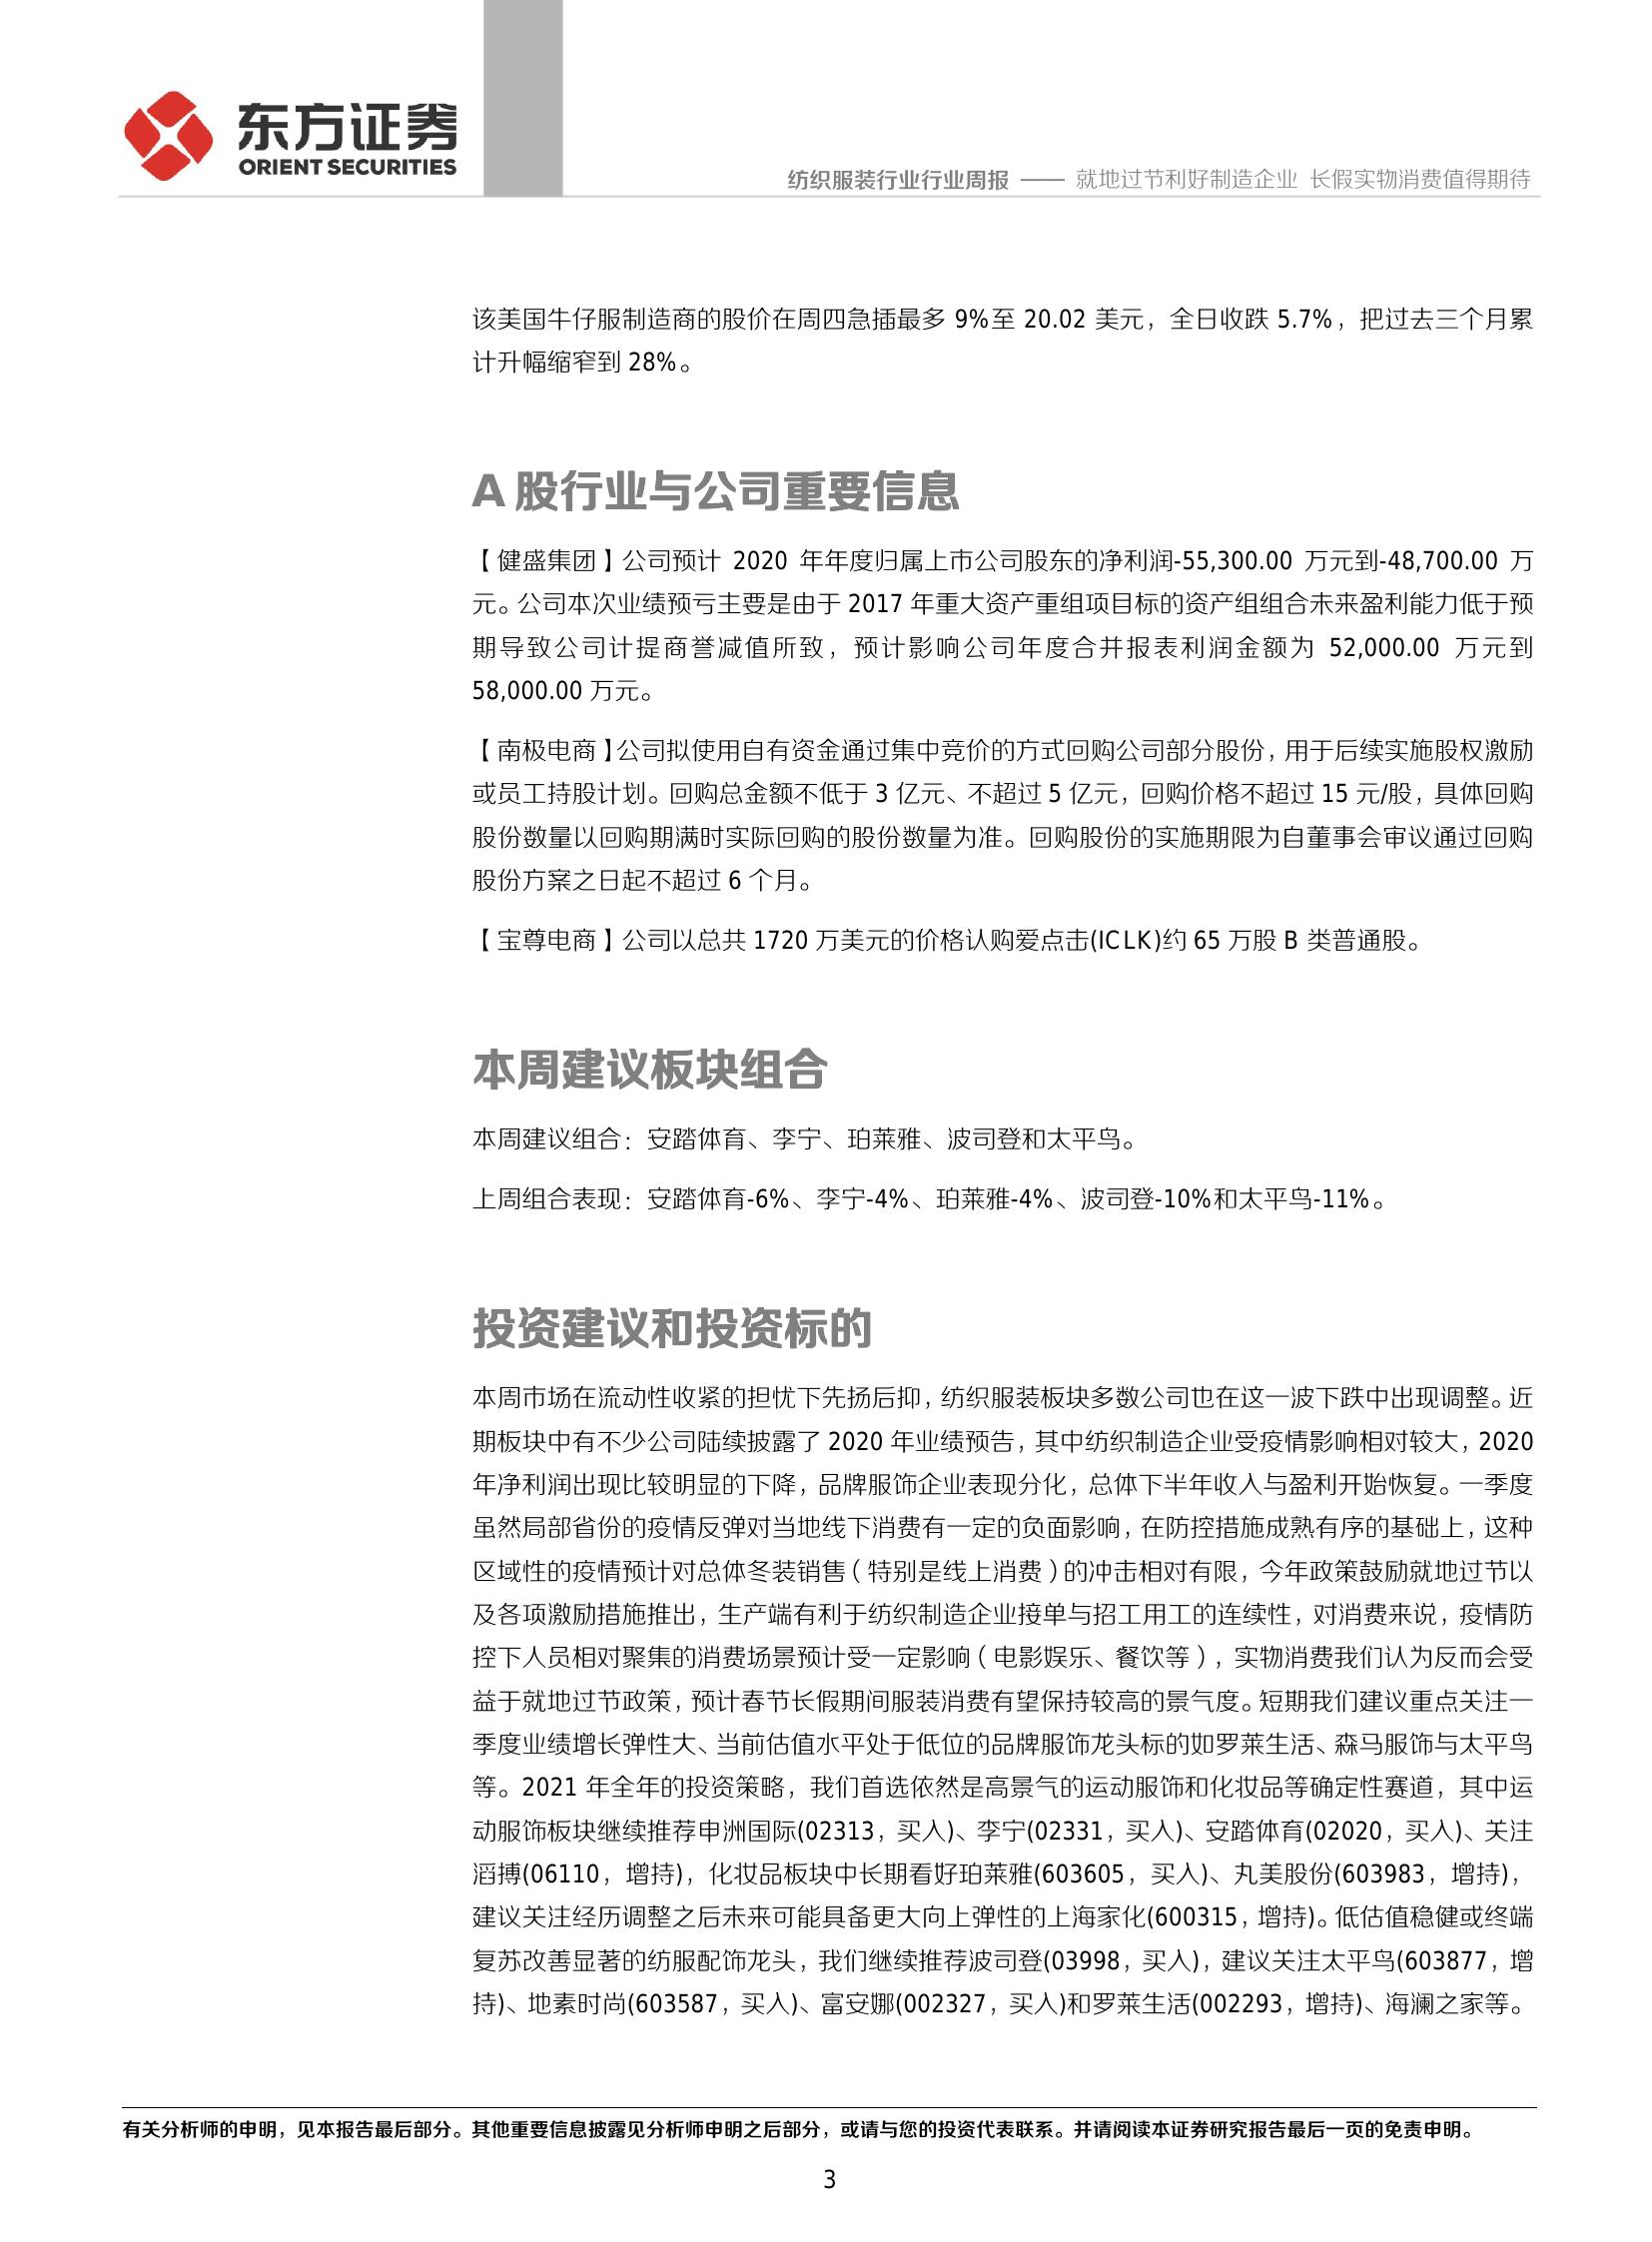 东方证券
ORIENT SECURITIES
纺织服装行业行业周报 —— 就地过节利好制造企业 长假实物消费值得期待
该美国牛仔服制造商的股价在周四急插最多 9%至 20.02 美元，全日收跌 5.7%，把过去三个月累
计升幅缩窄到 28%。
A 股行业与公司重要信息
【健盛集团】公司预计 2020 年年度归属上市公司股东的净利润-55,300.00 万元到-48,700.00 万
元。公司本次业绩预亏主要是由于 2017 年重大资产重组项目标的资产组组合未来盈利能力低于预
期导致公司计提商誉减值所致，预计影响公司年度合并报表利润金额为 52,000.00 万元到
58,000.00 万元。
【南极电商】公司拟使用自有资金通过集中竞价的方式回购公司部分股份，用于后续实施股权激励
或员工持股计划。回购总金额不低于 3 亿元、不超过 5 亿元，回购价格不超过 15 元/股，具体回购
股份数量以回购期满时实际回购的股份数量为准。回购股份的实施期限为自董事会审议通过回购
股份方案之日起不超过 6 个月。
【宝尊电商】公司以总共 1720 万美元的价格认购爱点击(ICLK)约 65 万股 B 类普通股。
本周建议板块组合
本周建议组合：安踏体育、李宁、珀莱雅、波司登和太平鸟。
上周组合表现：安踏体育-6%、李宁-4%、珀莱雅-4%、波司登-10%和太平鸟-11%。
投资建议和投资标的
本周市场在流动性收紧的担忧下先扬后抑，纺织服装板块多数公司也在这一波下跌中出现调整。近
期板块中有不少公司陆续披露了 2020 年业绩预告，其中纺织制造企业受疫情影响相对较大，2020
年净利润出现比较明显的下降，品牌服饰企业表现分化，总体下半年收入与盈利开始恢复。一季度
虽然局部省份的疫情反弹对当地线下消费有一定的负面影响，在防控措施成熟有序的基础上，这种
区域性的疫情预计对总体冬装销售（特别是线上消费）的冲击相对有限，今年政策鼓励就地过节以
及各项激励措施推出，生产端有利于纺织制造企业接单与招工用工的连续性，对消费来说，疫情防
控下人员相对聚集的消费场景预计受一定影响（电影娱乐、餐饮等），实物消费我们认为反而会受
益于就地过节政策，预计春节长假期间服装消费有望保持较高的景气度。短期我们建议重点关注一
季度业绩增长弹性大、当前估值水平处于低位的品牌服饰龙头标的如罗莱生活、森马服饰与太平鸟
等。2021 年全年的投资策略，我们首选依然是高景气的运动服饰和化妆品等确定性赛道，其中运
动服饰板块继续推荐申洲国际(02313，买入)、李宁(02331，买入)、安踏体育(02020，买入)、关注
滔搏(06110，增持)，化妆品板块中长期看好珀莱雅(603605，买入)、丸美股份(603983，增持)，
建议关注经历调整之后未来可能具备更大向上弹性的上海家化(600315，增持)。低估值稳健或终端
复苏改善显著的纺服配饰龙头，我们继续推荐波司登(03998，买入)，建议关注太平鸟(603877，增
持)、地素时尚(603587，买入)、富安娜(002327，买入)和罗莱生活(002293，增持)、海澜之家等。
有关分析师的申明，见本报告最后部分。其他重要信息披露见分析师申明之后部分，或请与您的投资代表联系。并请阅读本证券研究报告最后一页的免责申明。
3